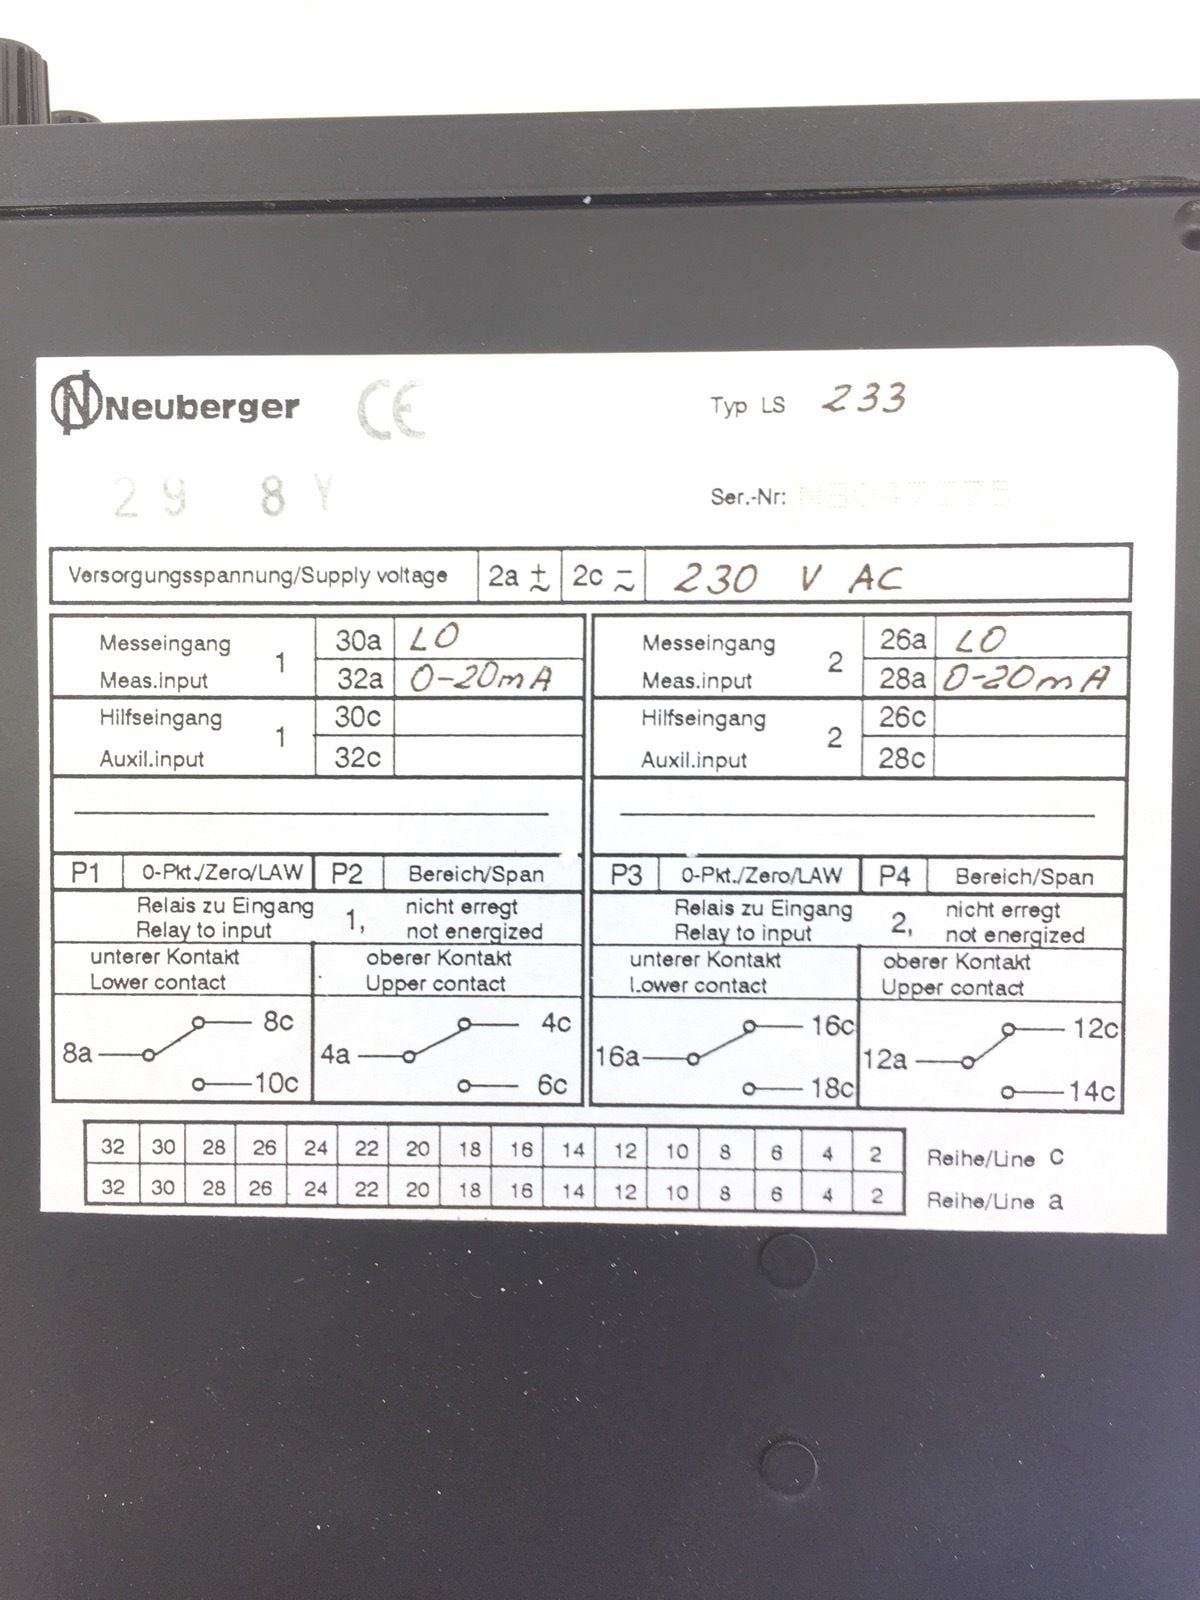 Neuberger CE Typ LS 233
29 8Y Ser.-Nr:
Versorgungsspannung/Supply voltage 2a ± ~ 2c − ~ 230 V AC
Messeingang 1 30a LO
Meas.input 32a 0-20mA
Hilfseingang 1 30c
Auxil.input 32c
Messeingang 2 26a LO
Meas.input 28a 0-20mA
Hilfseingang 2 26c
Auxil.input 28c
P1 0-Pkt./Zero/LAW P2 Bereich/Span
Relais zu Eingang 1, nicht erregt
Relay to input not energized
unterer Kontakt oberer Kontakt
Lower contact Upper contact
8c 4c
8a 4a
10c 6c
P3 0-Pkt./Zero/LAW P4 Bereich/Span
Relais zu Eingang 2, nicht erregt
Relay to input not energized
unterer Kontakt oberer Kontakt
Lower contact Upper contact
16c 12c
16a 12a
18c 14c
32 30 28 26 24 22 20 18 16 14 12 10 8 6 4 2 Reihe/Line c
32 30 28 26 24 22 20 18 16 14 12 10 8 6 4 2 Reihe/Line a